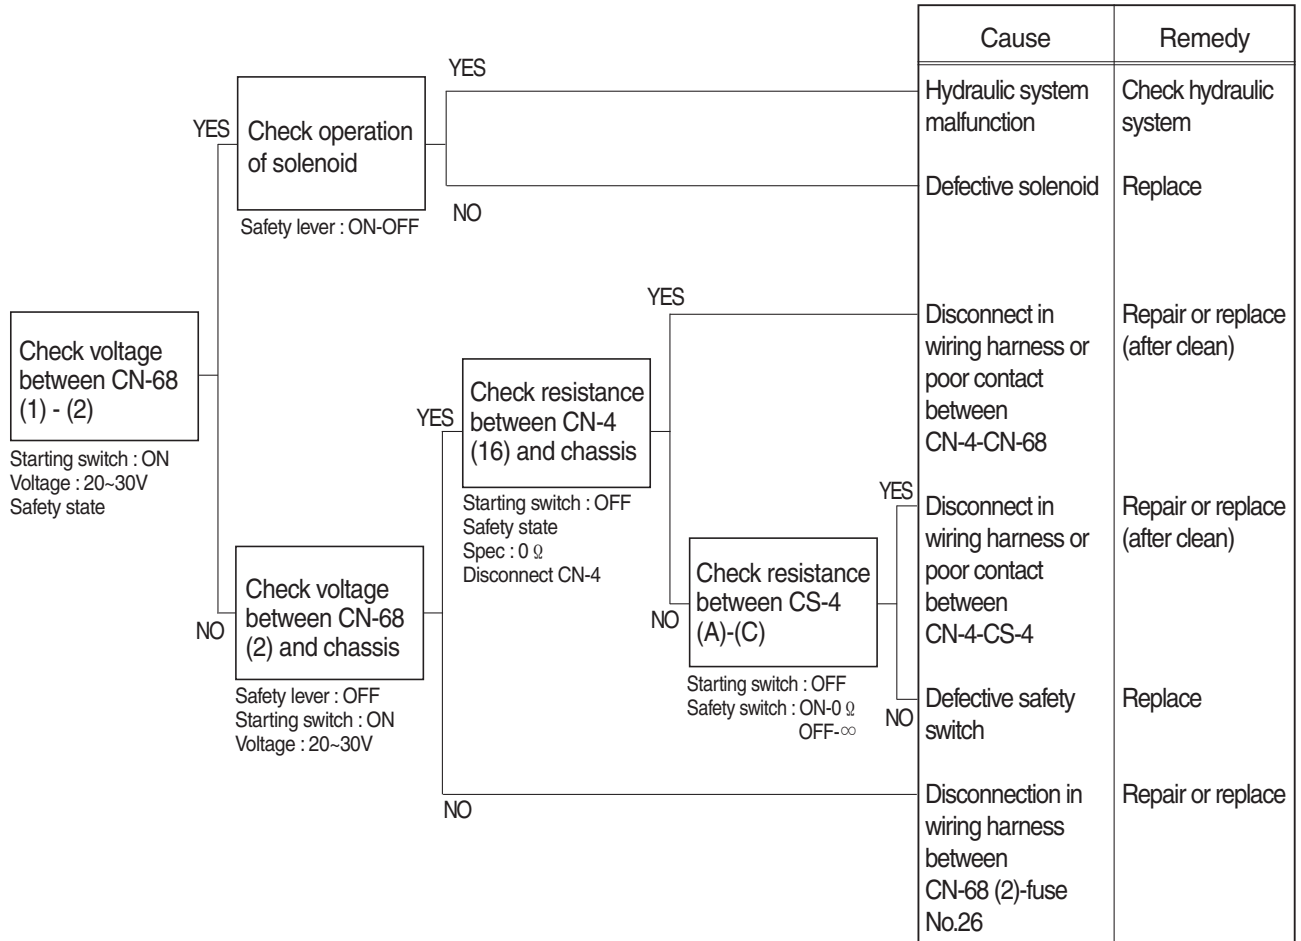 Cause
Remedy
YES
Hydraulic system
malfunction
Check hydraulic
system
YES
Check operation
of solenoid
Defective solenoid
Replace
NO
Safety lever : ON-OFF
YES
Disconnect in
wiring harness or
poor contact
between
CN-4-CN-68
Repair or replace
(after clean)
Check voltage
between CN-68
(1) - (2)
Starting switch : ON
Voltage : 20~30V
Safety state
YES
Check resistance
between CN-4
(16) and chassis
Starting switch : OFF
Safety state
Spec : 0 Ω
Disconnect CN-4
YES
Disconnect in
wiring harness or
poor contact
between
CN-4-CS-4
Repair or replace
(after clean)
NO
Check voltage
between CN-68
(2) and chassis
Safety lever : OFF
Starting switch : ON
Voltage : 20~30V
NO
Check resistance
between CS-4
(A)-(C)
Starting switch : OFF
Safety switch : ON-0 Ω
OFF-∞
NO
Defective safety
switch
Replace
NO
Disconnection in
wiring harness
between
CN-68 (2)-fuse
No.26
Repair or replace